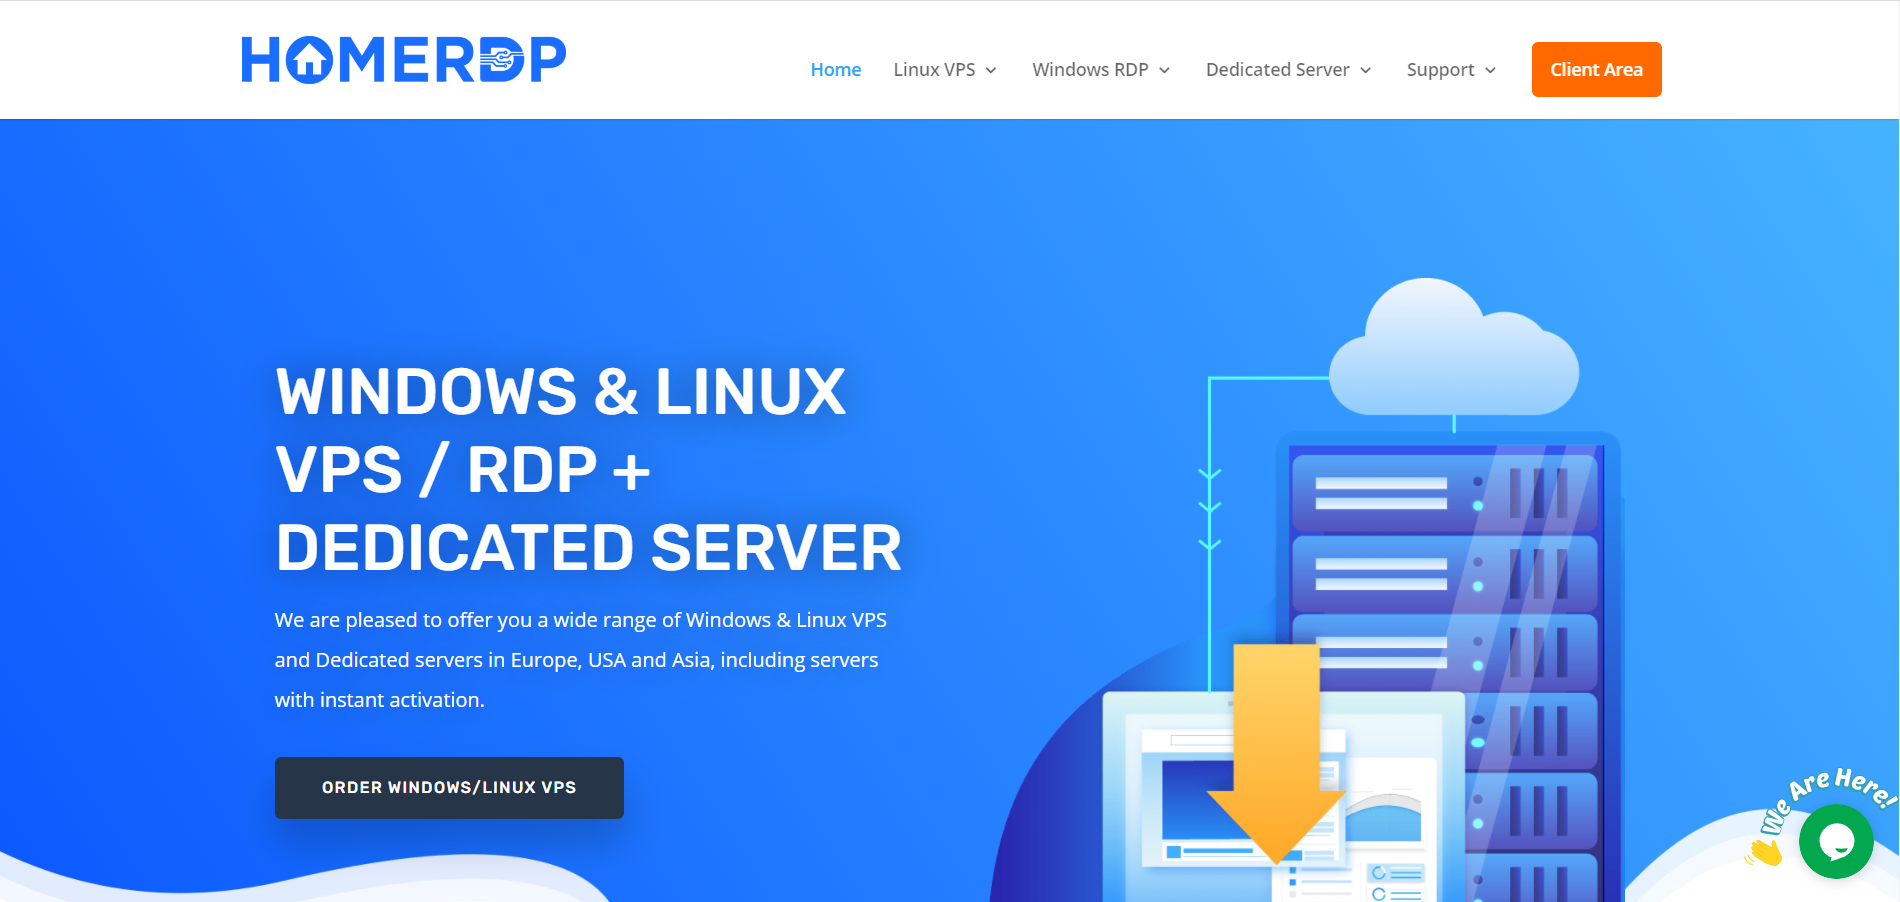 HOMERDP
Home
Linux VPS
Windows RDP
Dedicated Server
Support
Client Area
WINDOWS & LINUX
VPS / RDP +
DEDICATED SERVER
We are pleased to offer you a wide range of Windows & Linux VPS
and Dedicated servers in Europe, USA and Asia, including servers
with instant activation.
ORDER WINDOWS/LINUX VPS
We Are Here!